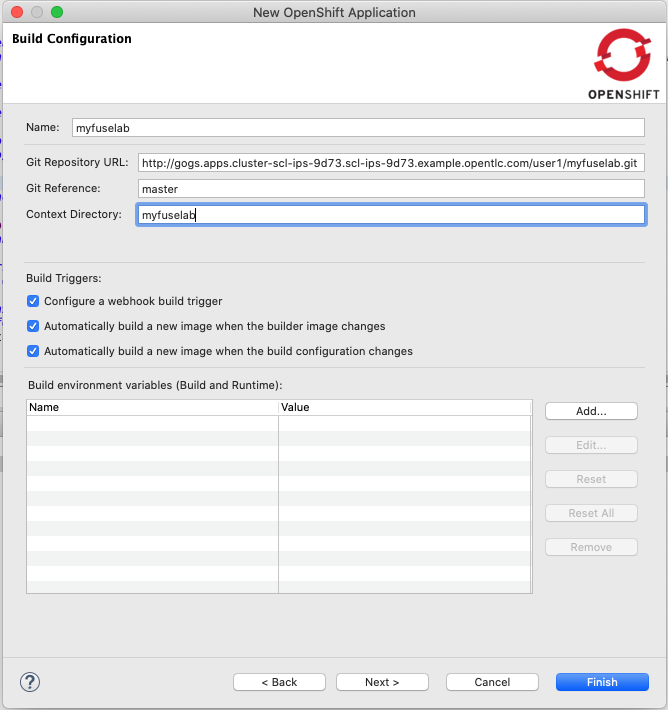 New OpenShift Application
Build Configuration
OPENSHIFT
Name: myfuselab
Git Repository URL: http://gogs.apps.cluster-scl-ips-9d73.scl-ips-9d73.example.opentlc.com/user1/myfuselab.git
Git Reference: master
Context Directory: myfuselab
Build Triggers:
Configure a webhook build trigger
Automatically build a new image when the builder image changes
Automatically build a new image when the build configuration changes
Build environment variables (Build and Runtime):
Name Value
Add...
Edit...
Reset
Reset All
Remove
? < Back Next > Cancel Finish